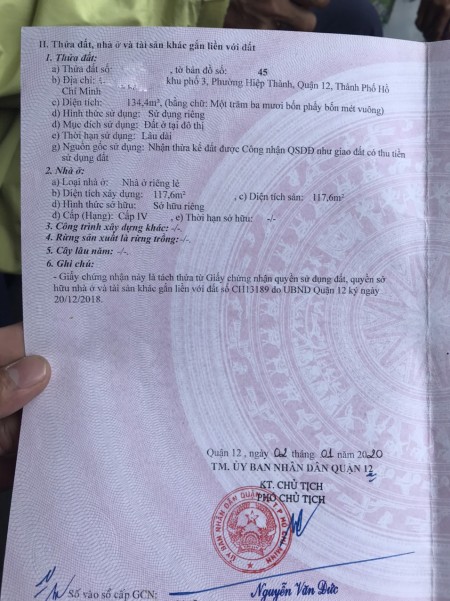 II. Thửa đất, nhà ở và tài sản khác gắn liền với đất
1. Thửa đất:
a) Thửa đất số: , tờ bản đồ số: 45
b) Địa chỉ: khu phố 3, Phường Hiệp Thành, Quận 12, Thành Phố Hồ
Chí Minh
c) Diện tích: 134,4m², (bằng chữ: Một trăm ba mươi bốn phẩy bốn mét vuông)
d) Hình thức sử dụng: Sử dụng riêng
đ) Mục đích sử dụng: Đất ở tại đô thị
e) Thời hạn sử dụng: Lâu dài
g) Nguồn gốc sử dụng: Nhận thừa kế đất được Công nhận QSDĐ như giao đất có thu tiền
sử dụng đất
2. Nhà ở:
a) Loại nhà ở: Nhà ở riêng lẻ
b) Diện tích xây dựng: 117,6m² , c) Diện tích sàn: 117,6m²
d) Hình thức sở hữu: Sở hữu riêng
đ) Cấp (Hạng): Cấp IV , e) Thời hạn sở hữu: -/-
3. Công trình xây dựng khác: -/-.
4. Rừng sản xuất là rừng trồng:-/-.
5. Cây lâu năm: -/-.
6. Ghi chú:
- Giấy chứng nhận này là tách thửa từ Giấy chứng nhận quyền sử dụng đất, quyền sở
hữu nhà ở và tài sản khác gắn liền với đất số CH13189 do UBND Quận 12 ký ngày
20/12/2018.
Quận 12 , ngày 02 tháng 01 năm 2020
TM. ỦY BAN NHÂN DÂN QUẬN 12
KT. CHỦ TỊCH
PHÓ CHỦ TỊCH
ỦY BAN NHÂN DÂN QUẬN 12 T.P HỒ CHÍ MINH
Số vào sổ cấp GCN: Nguyễn Văn Đức